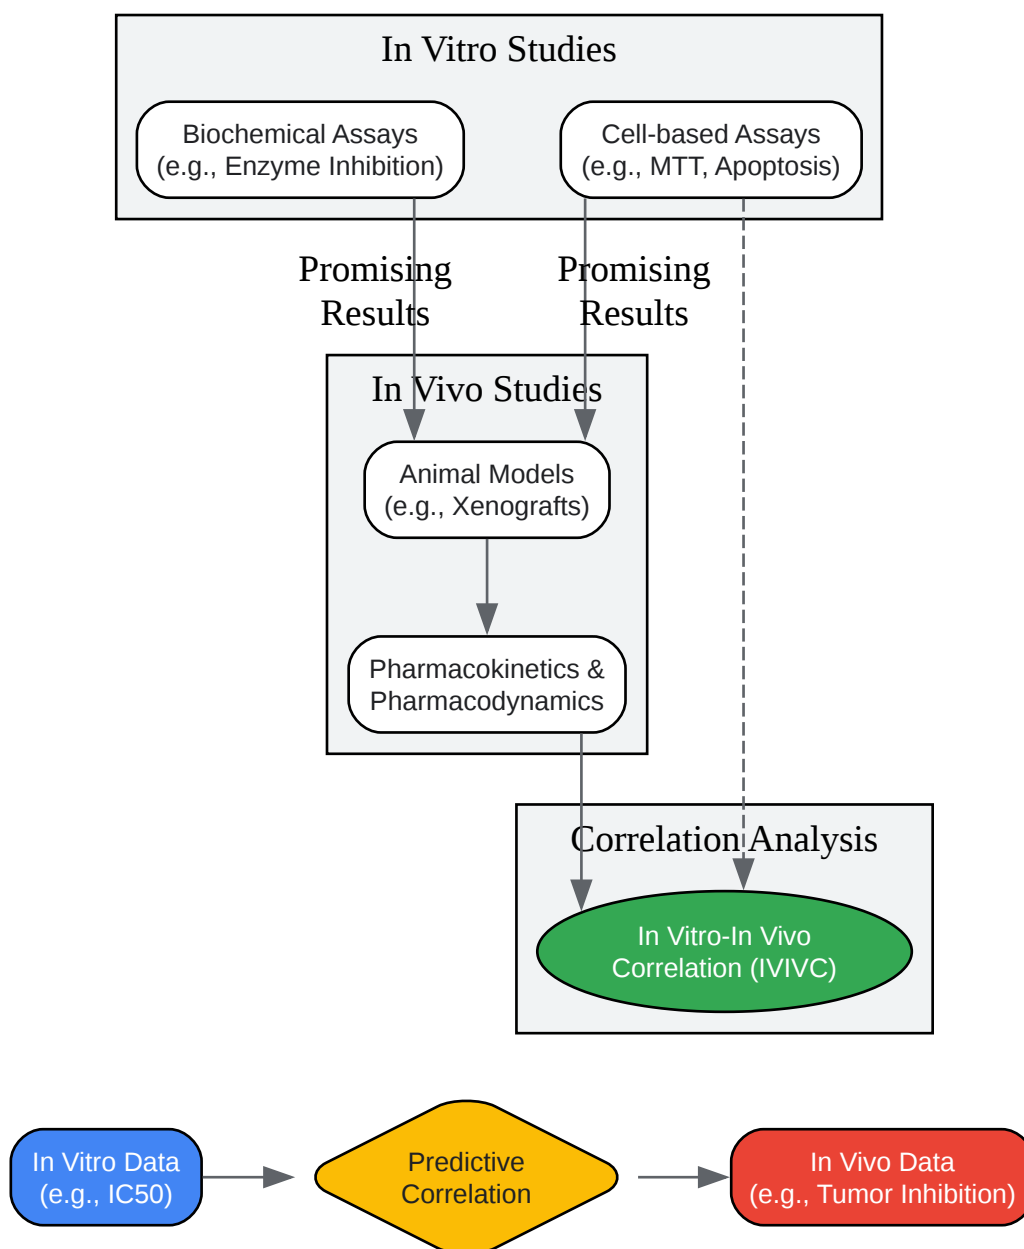 In Vitro Studies
Biochemical Assays
(e.g., Enzyme Inhibition)
Cell-based Assays
(e.g., MTT, Apoptosis)
Promising
Results
Promising
Results
In Vivo Studies
Animal Models
(e.g., Xenografts)
Pharmacokinetics &
Pharmacodynamics
Correlation Analysis
In Vitro-In Vivo
Correlation (IVIVC)
In Vitro Data
(e.g., IC50)
Predictive
Correlation
In Vivo Data
(e.g., Tumor Inhibition)